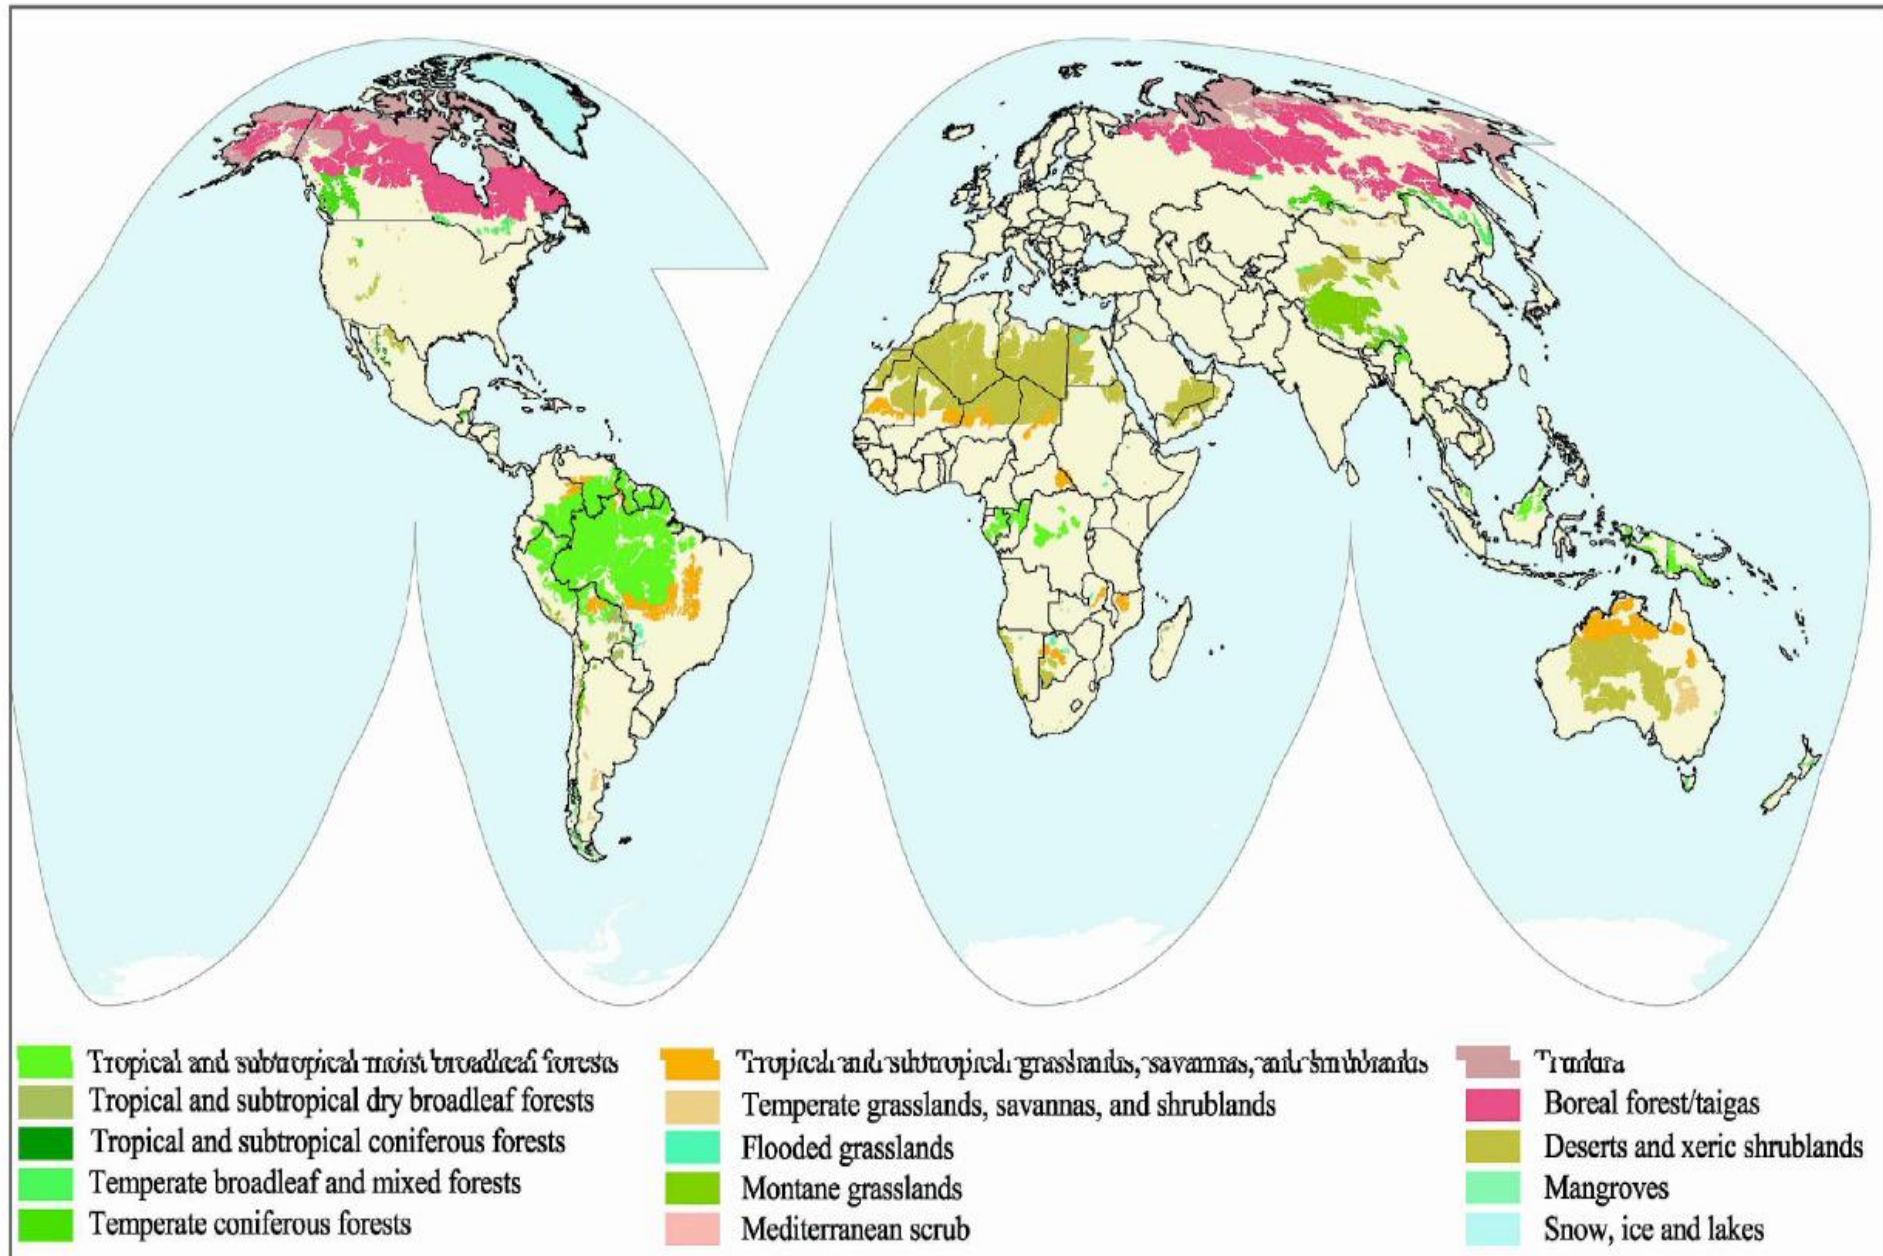 Tropical and subtropical moist broadleaf forests
Tropical and subtropical dry broadleaf forests
Tropical and subtropical coniferous forests
Temperate broadleaf and mixed forests
Temperate coniferous forests
Tropical and subtropical grasslands, savannas, and shrublands
Temperate grasslands, savannas, and shrublands
Flooded grasslands
Montane grasslands
Mediterranean scrub
Tundra
Boreal forest/taigas
Deserts and xeric shrublands
Mangroves
Snow, ice and lakes